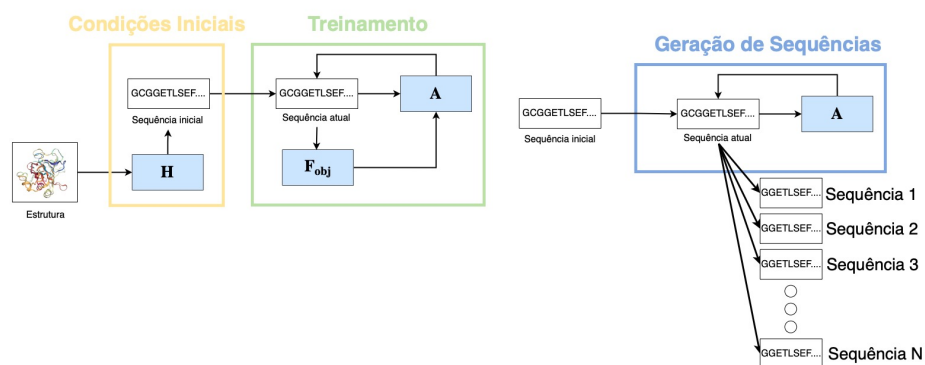 Condições Iniciais
Treinamento
Geração de Sequências
GCGGETLSEF....
GCGGETLSEF....
A
Sequência inicial
Sequência atual
H
F obj
Estrutura
GCGGETLSEF....
GCGGETLSEF....
A
Sequência inicial
Sequência atual
GGETLSEF....
Sequência 1
GGETLSEF....
Sequência 2
GGETLSEF....
Sequência 3
GGETLSEF....
Sequência N